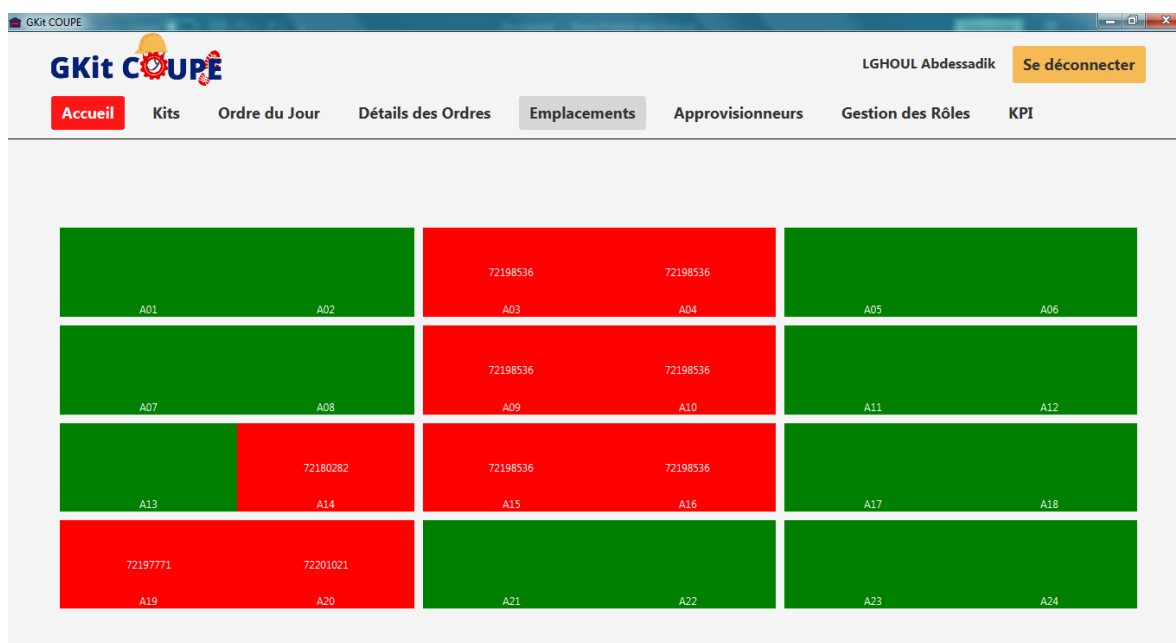 GKit COUPE
GKit COUPE
LGHOUL Abdessadik
Se déconnecter
Accueil Kits Ordre du Jour Détails des Ordres Emplacements Approvisionneurs Gestion des Rôles KPI
72198536 72198536
A01 A02 A03 A04 A05 A06
72198536 72198536
A07 A08 A09 A10 A11 A12
72180282 72198536 72198536
A13 A14 A15 A16 A17 A18
72197771 72201021
A19 A20 A21 A22 A23 A24